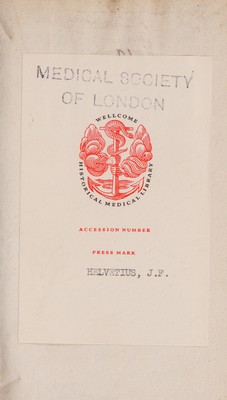 MEDICAL SOCIETY
OF LONDON
WELLCOME
HISTORICAL MEDICAL LIBRARY
ACCESSION NUMBER
PRESS MARK
HELVETIUS, J.F.